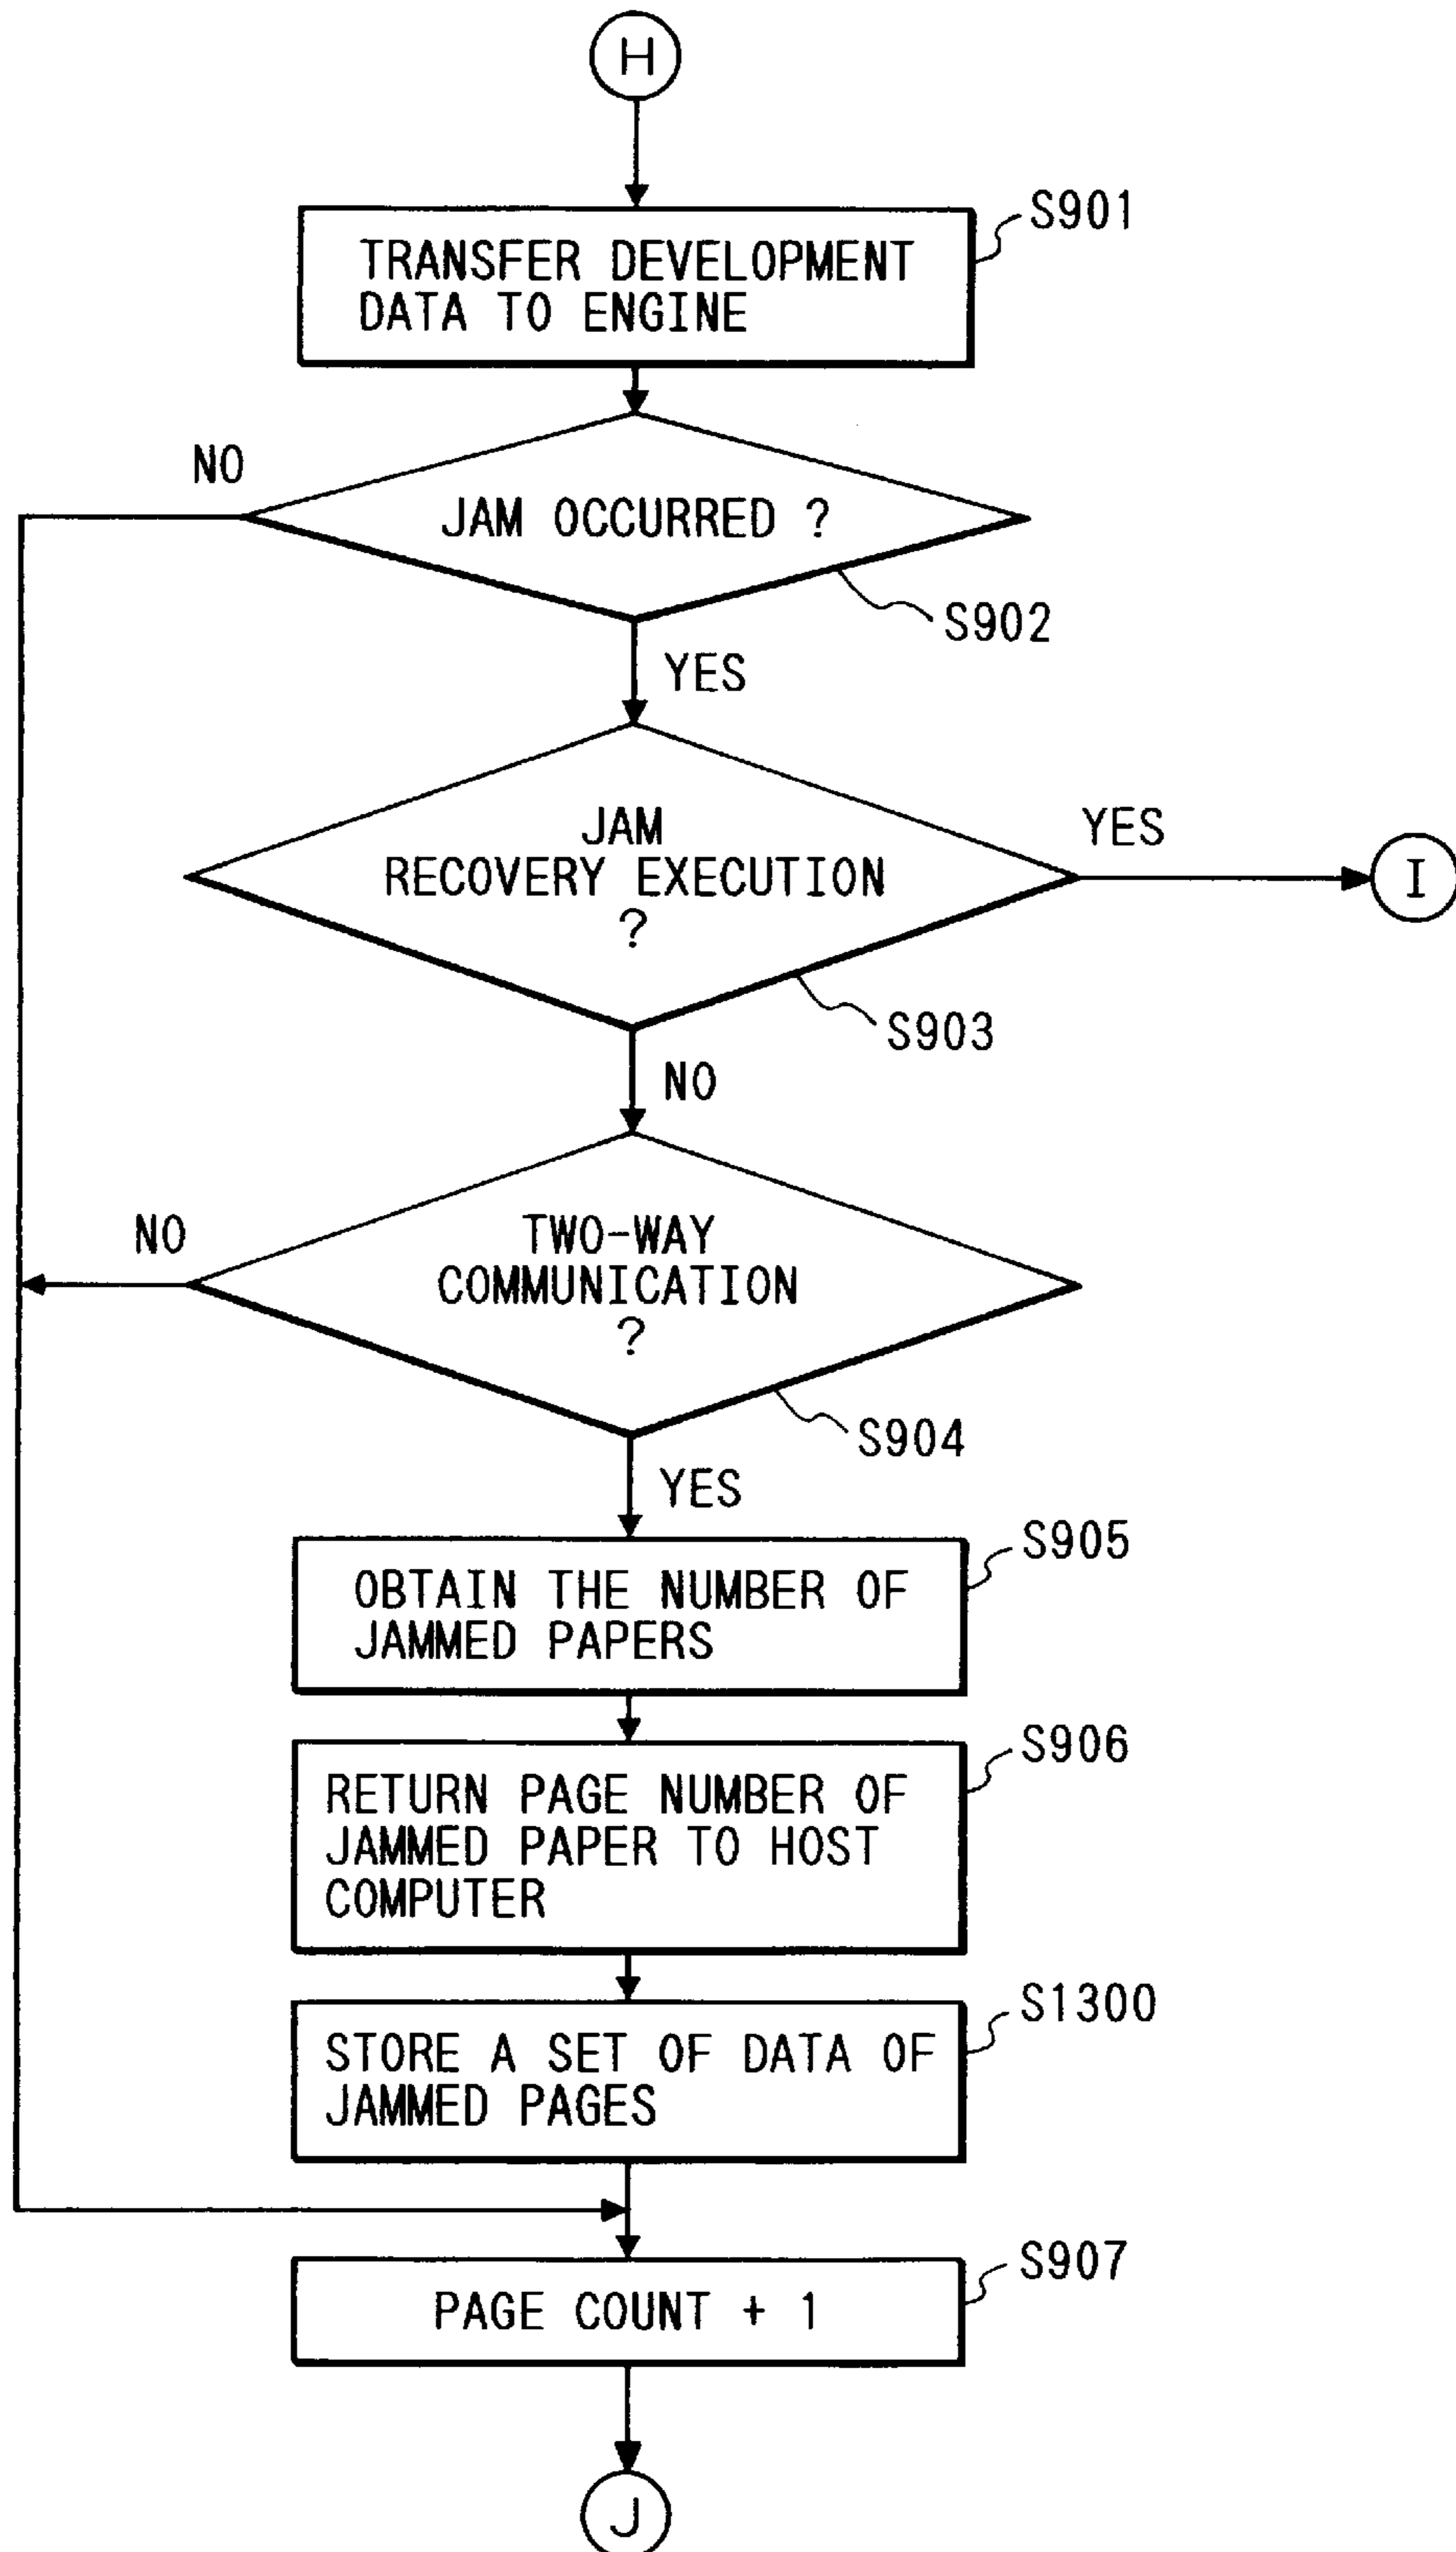 H
S901
TRANSFER DEVELOPMENT
DATA TO ENGINE
NO
JAM OCCURRED ?
S902
YES
JAM
RECOVERY EXECUTION
?
YES
I
S903
NO
TWO-WAY
COMMUNICATION
?
NO
S904
YES
S905
OBTAIN THE NUMBER OF
JAMMED PAPERS
S906
RETURN PAGE NUMBER OF
JAMMED PAPER TO HOST
COMPUTER
S1300
STORE A SET OF DATA OF
JAMMED PAGES
S907
PAGE COUNT + 1
J